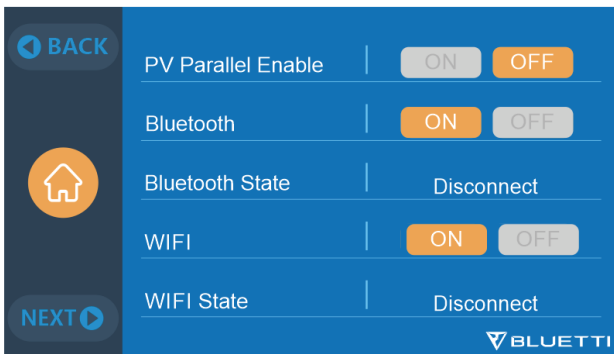 BACK
PV Parallel Enable ON OFF
Bluetooth ON OFF
Bluetooth State Disconnect
WIFI ON OFF
WIFI State Disconnect
NEXT
BLUETTI